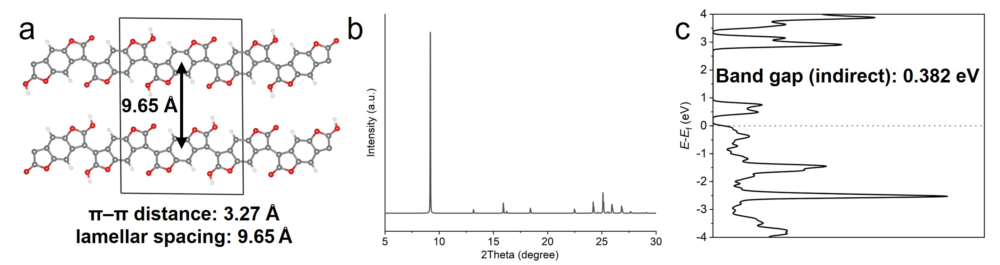 a
9.65 Å
π–π distance: 3.27 Å
lamellar spacing: 9.65 Å
b
Intensity (a.u.)
5 10 15 20 25 30
2Theta (degree)
c
E-Ef (eV)
4
3
2
1
0
-1
-2
-3
-4
Band gap (indirect): 0.382 eV